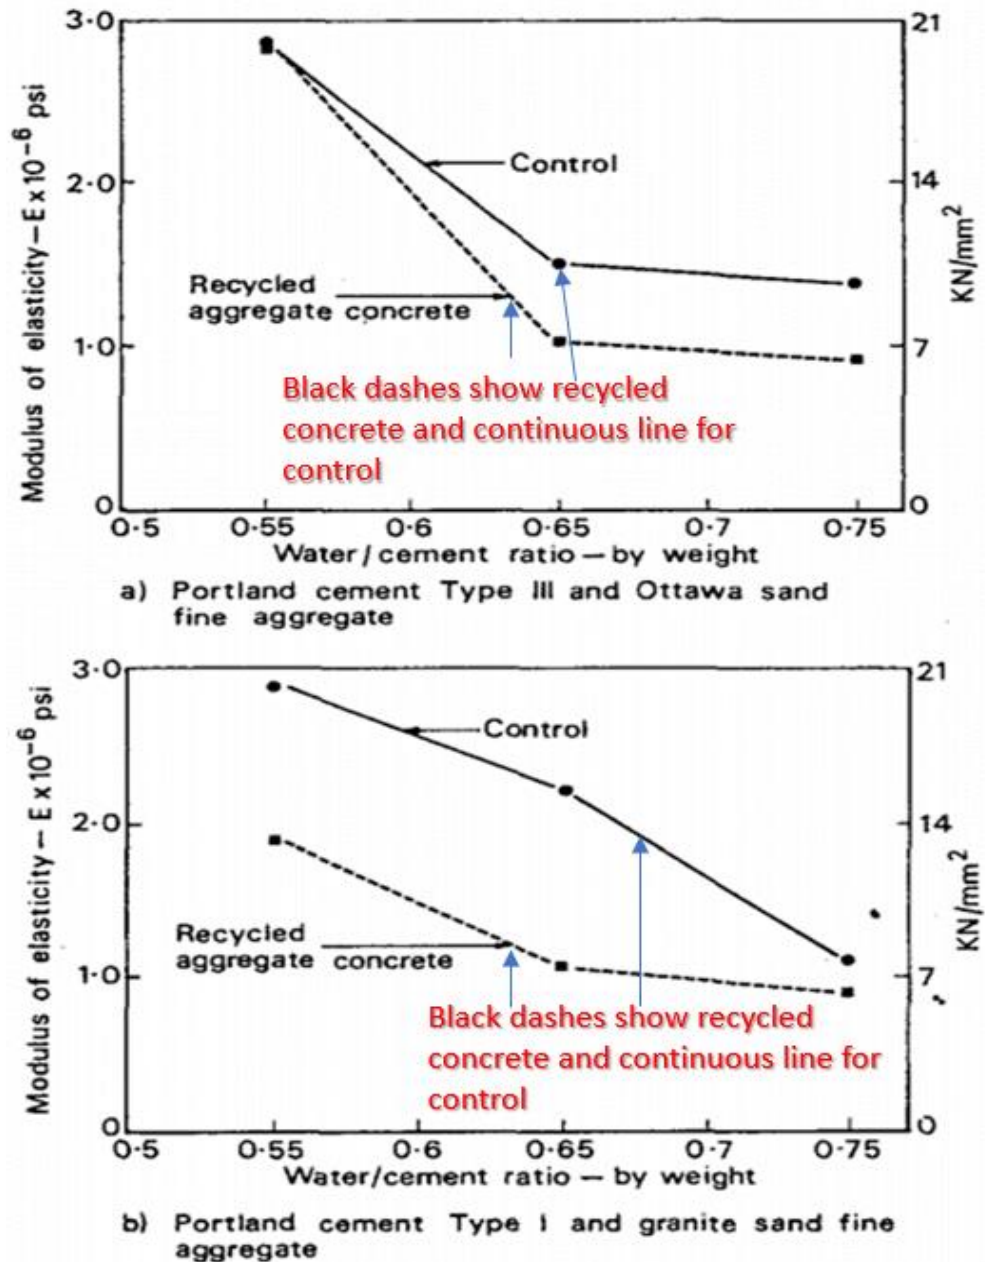 3·0
2·0
1·0
0
Modulus of elasticity—E x 10⁻⁶ psi
21
14
7
0
KN/mm²
Control
Recycled
aggregate concrete
Black dashes show recycled
concrete and continuous line for
control
0·5 0·55 0·6 0·65 0·7 0·75
Water/cement ratio — by weight
a) Portland cement Type III and Ottawa sand
fine aggregate
3·0
2·0
1·0
0
Modulus of elasticity — E x 10⁻⁶ psi
21
14
7
0
KN/mm²
Control
Recycled
aggregate concrete
Black dashes show recycled
concrete and continuous line for
control
0·5 0·55 0·6 0·65 0·7 0·75
Water/cement ratio — by weight
b) Portland cement Type I and granite sand fine
aggregate